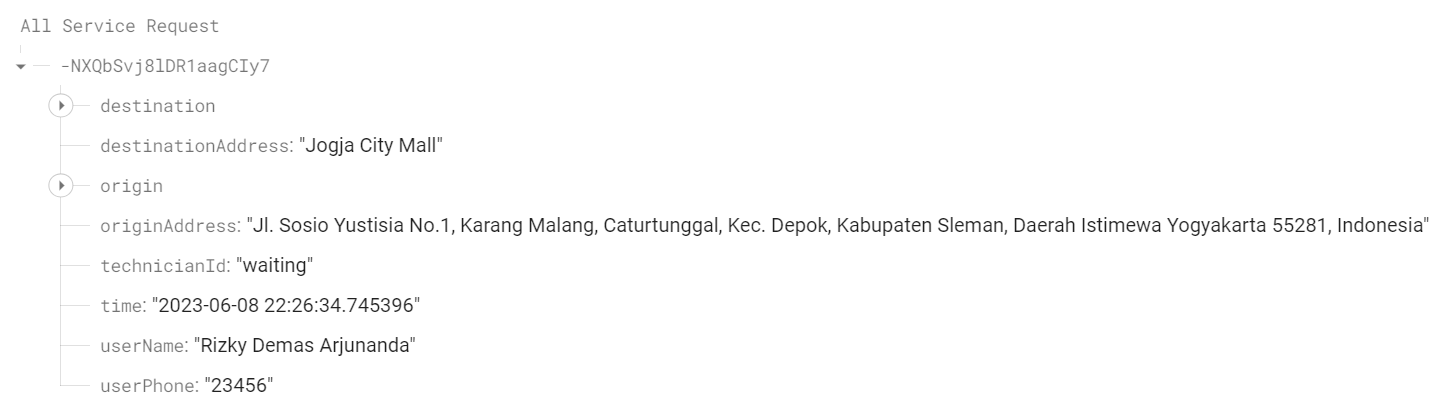 All Service Request
-NXQbSvj8lDR1aagCIy7
destination
destinationAddress: "Jogja City Mall"
origin
originAddress: "Jl. Sosio Yustisia No.1, Karang Malang, Caturtunggal, Kec. Depok, Kabupaten Sleman, Daerah Istimewa Yogyakarta 55281, Indonesia"
technicianId: "waiting"
time: "2023-06-08 22:26:34.745396"
userName: "Rizky Demas Arjunanda"
userPhone: "23456"